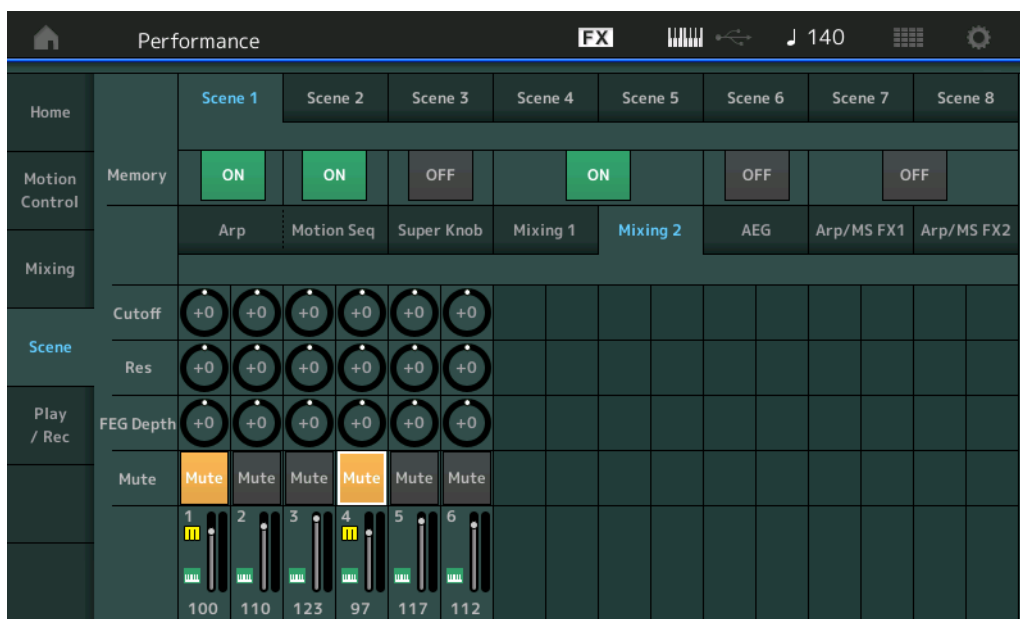 Performance FX 140
Scene 1 Scene 2 Scene 3 Scene 4 Scene 5 Scene 6 Scene 7 Scene 8
Home
Memory ON ON OFF ON OFF OFF
Motion
Control
Arp Motion Seq Super Knob Mixing 1 Mixing 2 AEG Arp/MS FX1 Arp/MS FX2
Mixing
Cutoff +0 +0 +0 +0 +0 +0
Scene
Res +0 +0 +0 +0 +0 +0
Play
/ Rec
FEG Depth +0 +0 +0 +0 +0 +0
Mute Mute Mute Mute Mute Mute Mute
1 2 3 4 5 6
100 110 123 97 117 112